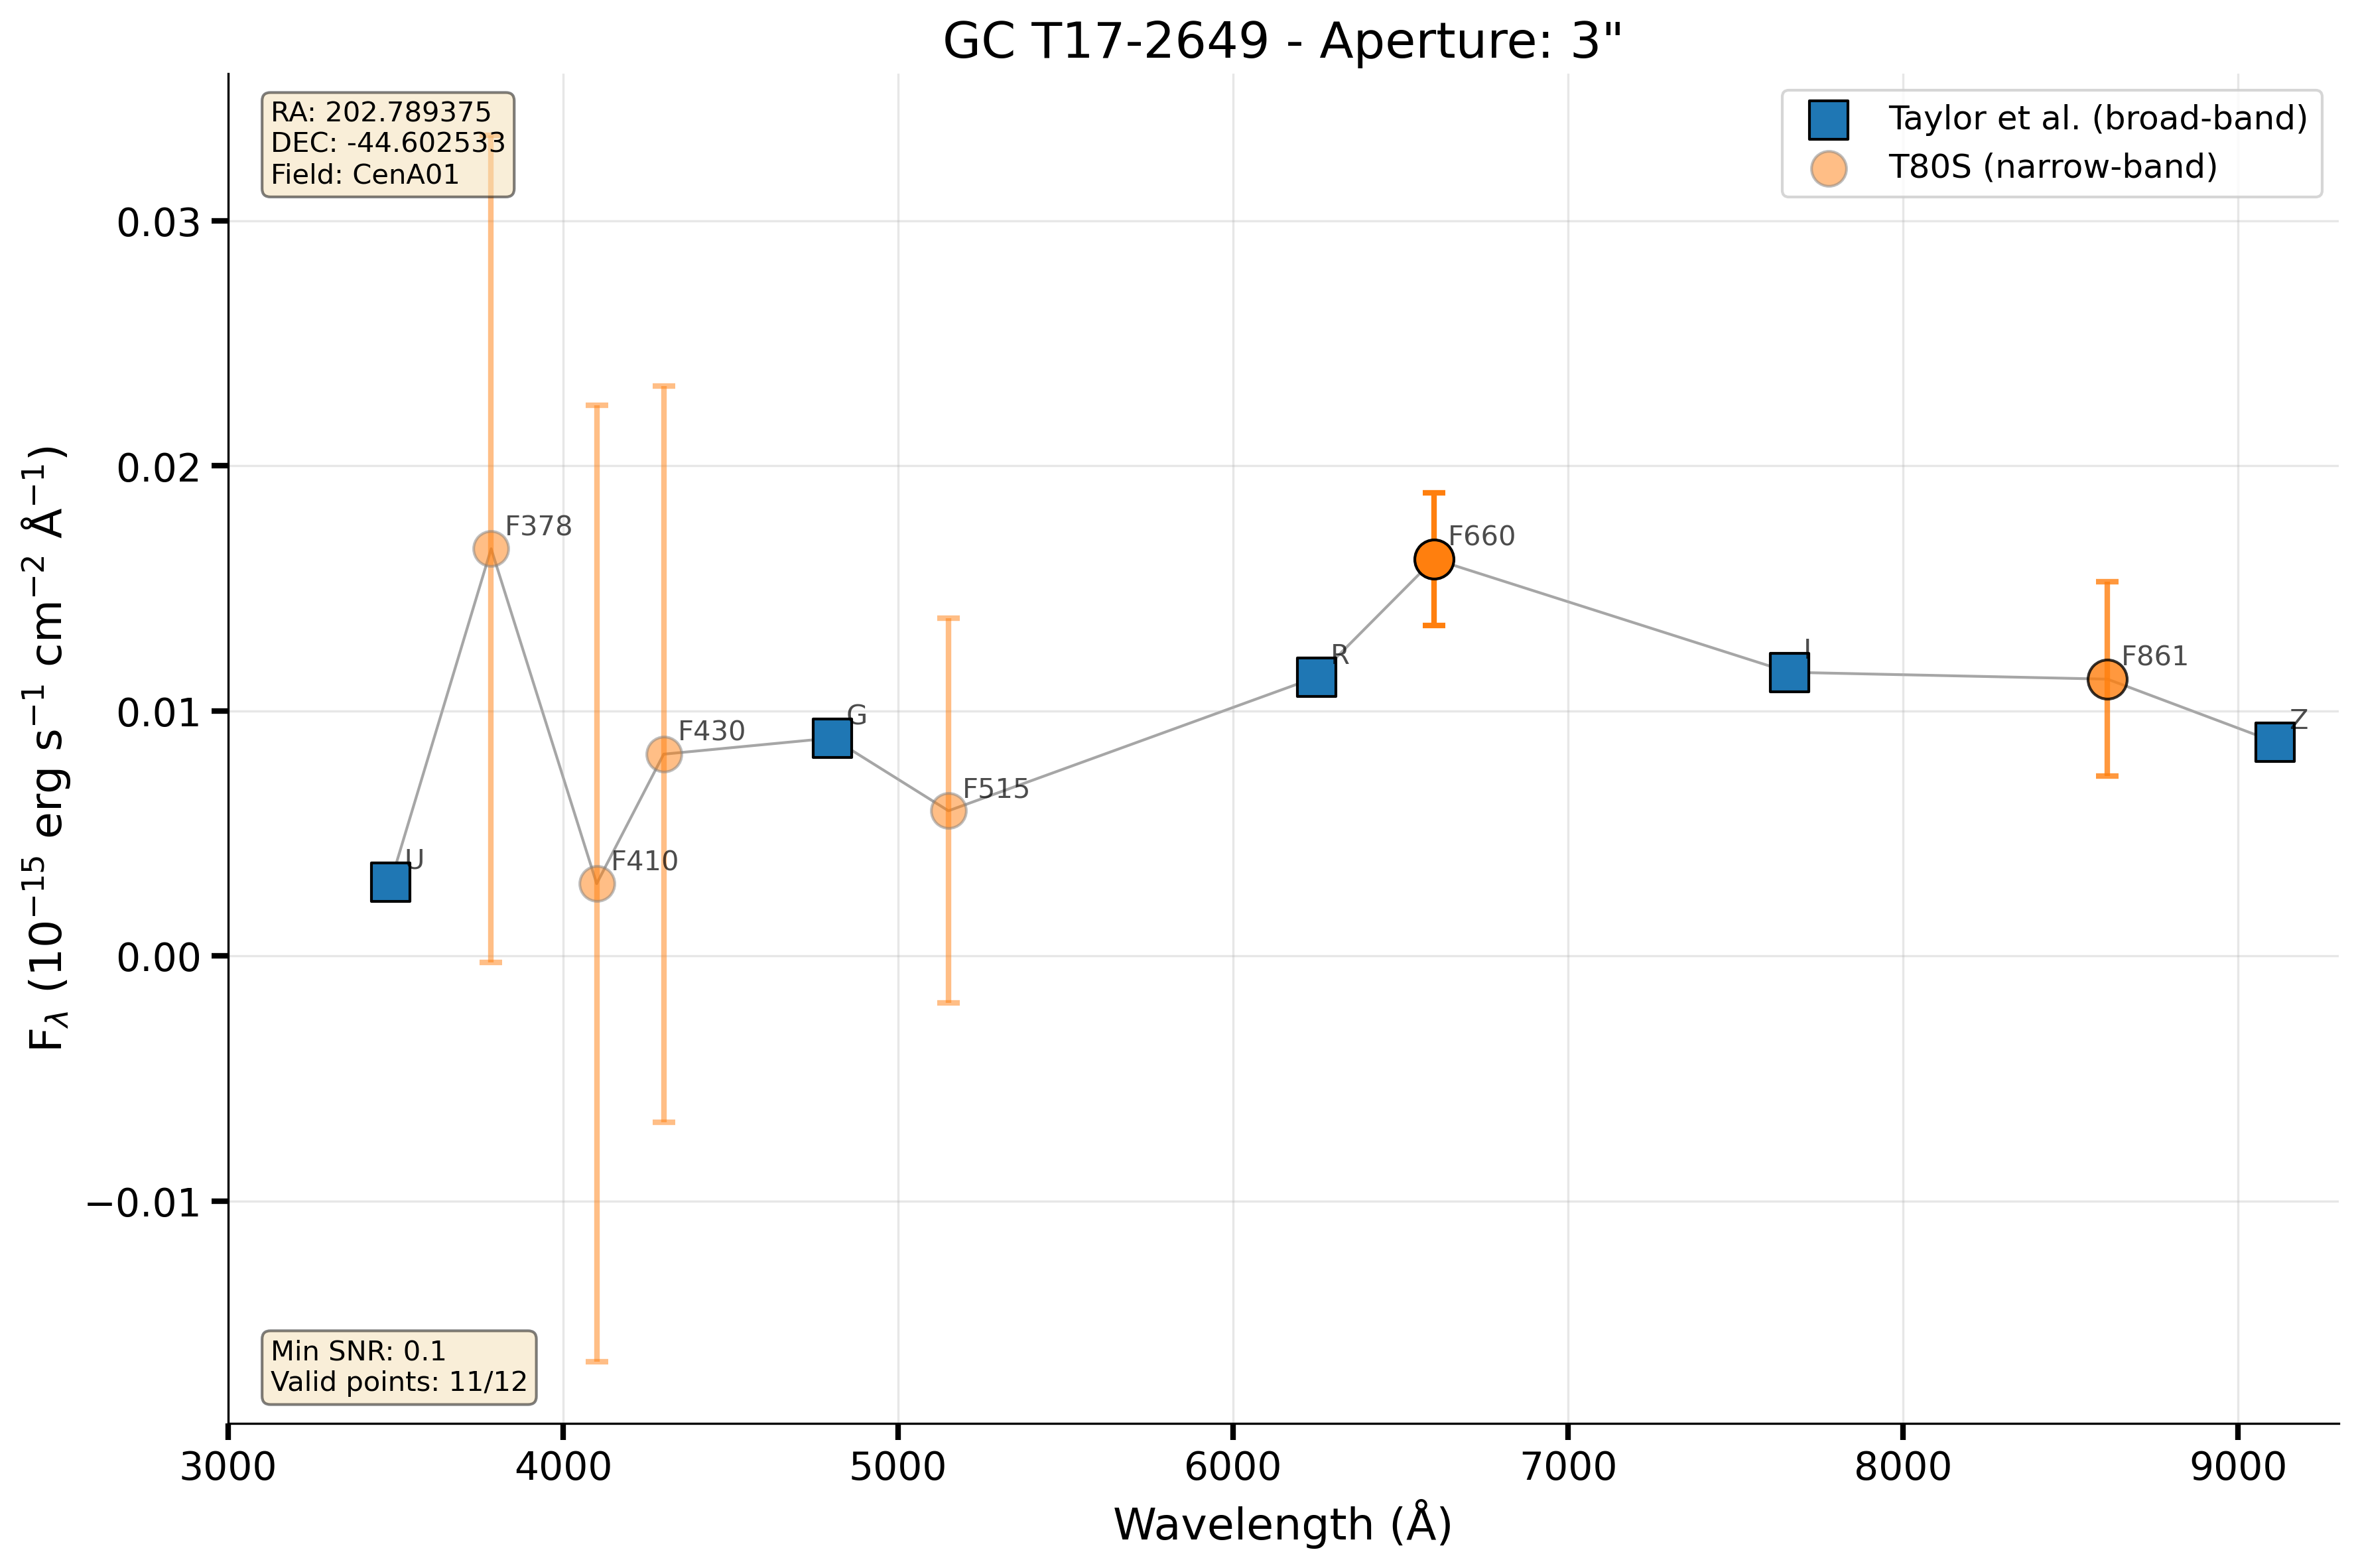 GC T17-2649 - Aperture: 3"
RA: 202.789375
DEC: -44.602533
Field: CenA01
Taylor et al. (broad-band)
T80S (narrow-band)
F_λ (10⁻¹⁵ erg s⁻¹ cm⁻² Å⁻¹)
0.03
0.02
0.01
0.00
−0.01
U
F378
F410
F430
G
F515
R
F660
I
F861
Z
Min SNR: 0.1
Valid points: 11/12
3000
4000
5000
6000
7000
8000
9000
Wavelength (Å)